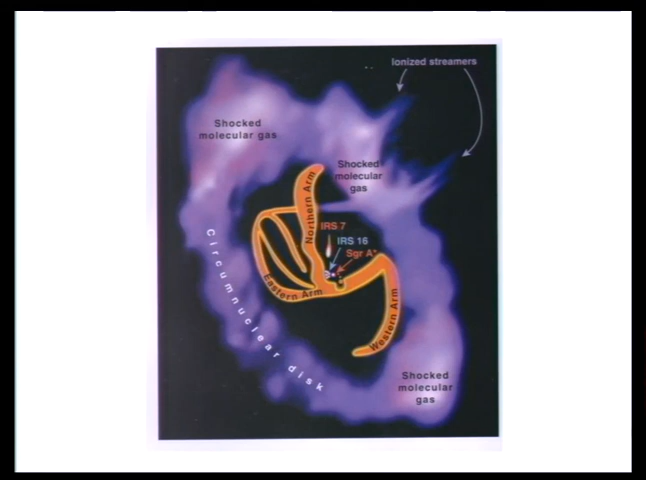 Ionized streamers
Shocked
molecular gas
Shocked
molecular
gas
Northern Arm
IRS 7
IRS 16
Sgr A*
Eastern Arm
Western Arm
Circumnuclear disk
Shocked
molecular
gas